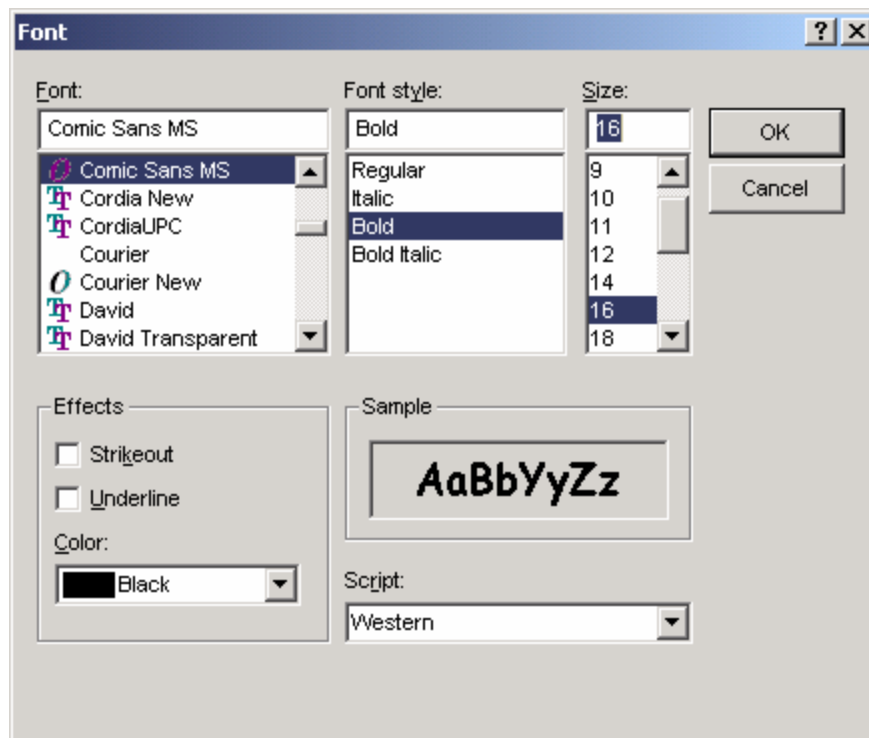 Font
Font:
Comic Sans MS
Comic Sans MS
Cordia New
CordiaUPC
Courier
Courier New
David
David Transparent
Font style:
Bold
Regular
Italic
Bold
Bold Italic
Size:
16
9
10
11
12
14
16
18
OK
Cancel
Effects
Strikeout
Underline
Color:
Black
Sample
AaBbYyZz
Script:
Western